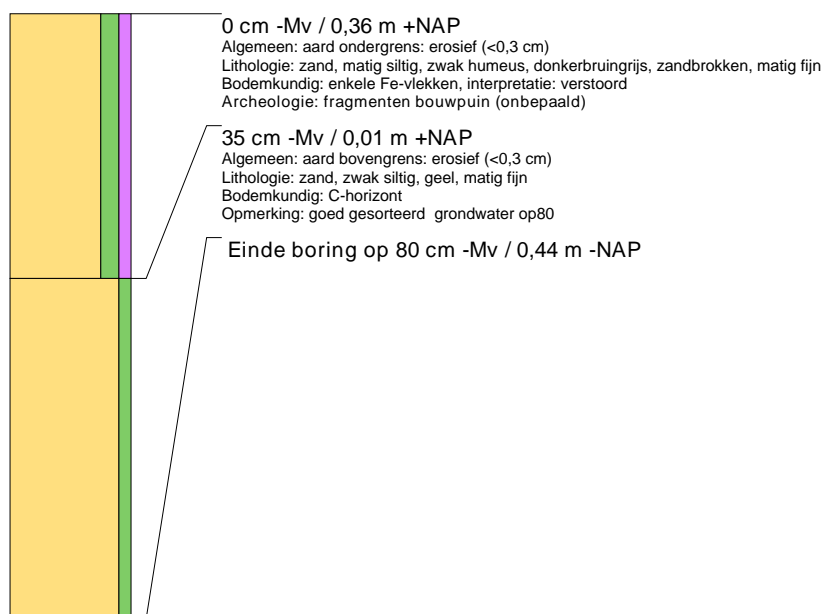 0 cm -Mv / 0,36 m +NAP
Algemeen: aard ondergrens: erosief (<0,3 cm)
Lithologie: zand, matig siltig, zwak humeus, donkerbruingrijs, zandbrokken, matig fijn
Bodemkundig: enkele Fe-vlekken, interpretatie: verstoord
Archeologie: fragmenten bouwpuin (onbepaald)
35 cm -Mv / 0,01 m +NAP
Algemeen: aard bovengrens: erosief (<0,3 cm)
Lithologie: zand, zwak siltig, geel, matig fijn
Bodemkundig: C-horizont
Opmerking: goed gesorteerd  grondwater op80
Einde boring op 80 cm -Mv / 0,44 m -NAP